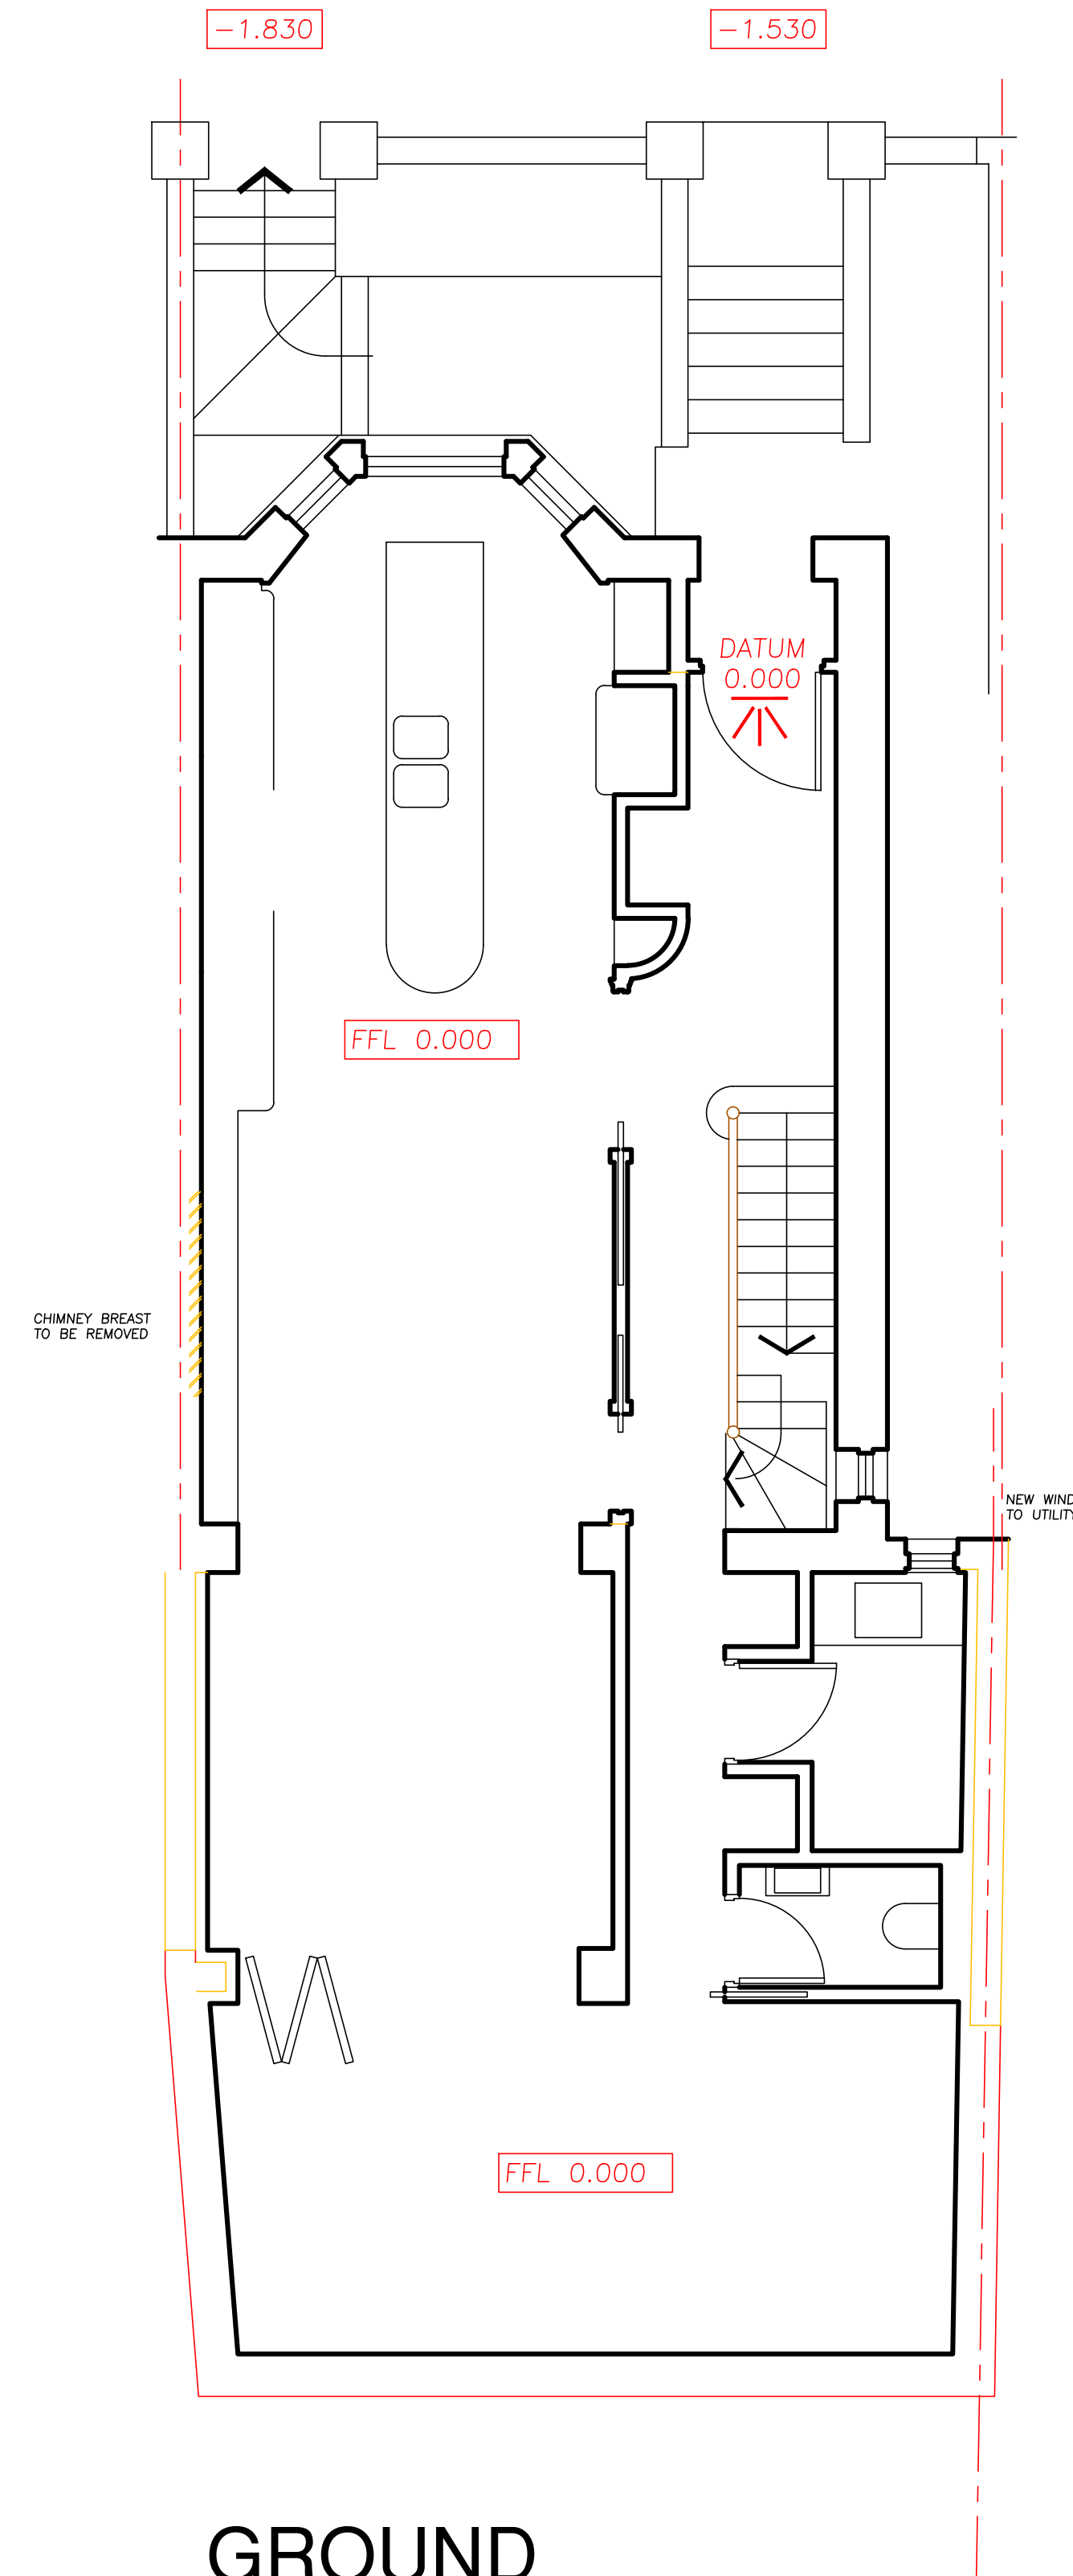 -1.830
-1.530
DATUM
0.000
FFL 0.000
CHIMNEY BREAST
TO BE REMOVED
NEW WIND
TO UTILITY
FFL 0.000
GROUND